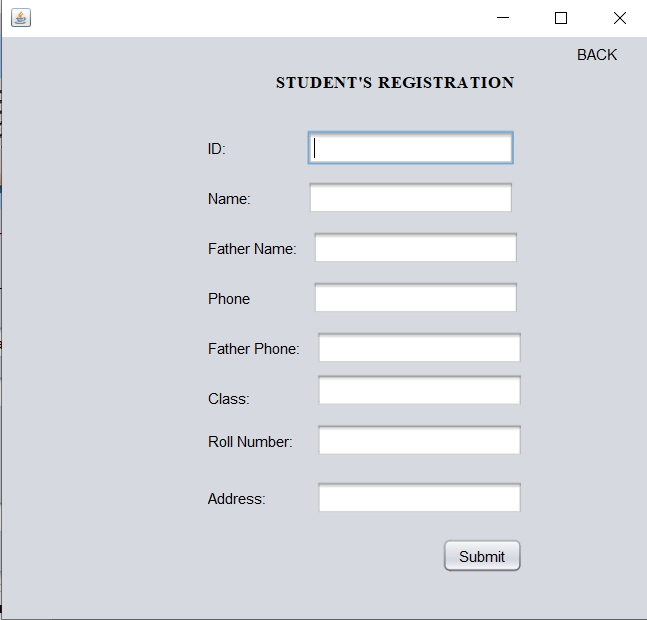 BACK
STUDENT'S REGISTRATION
ID:
Name:
Father Name:
Phone
Father Phone:
Class:
Roll Number:
Address:
Submit